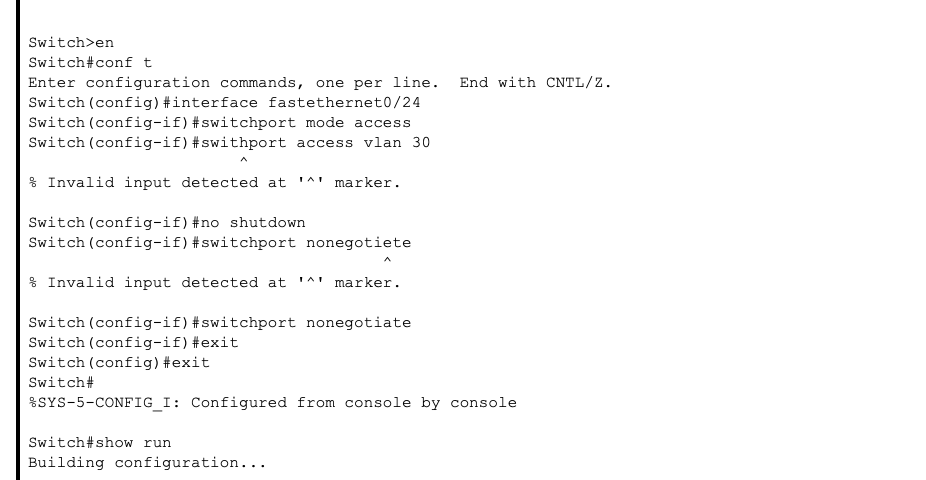 Switch>en
Switch#conf t
Enter configuration commands, one per line.  End with CNTL/Z.
Switch(config)#interface fastethernet0/24
Switch(config-if)#switchport mode access
Switch(config-if)#swithport access vlan 30
^
% Invalid input detected at '^' marker.
Switch(config-if)#no shutdown
Switch(config-if)#switchport nonegotiete
^
% Invalid input detected at '^' marker.
Switch(config-if)#switchport nonegotiate
Switch(config-if)#exit
Switch(config)#exit
Switch#
%SYS-5-CONFIG_I: Configured from console by console
Switch#show run
Building configuration...